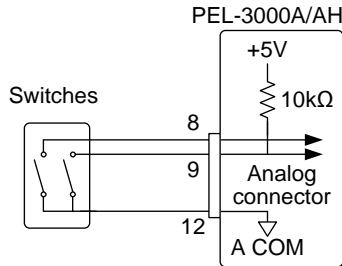 PEL-3000A/AH
+5V
Switches
10kΩ
8
9
Analog
connector
12
A COM